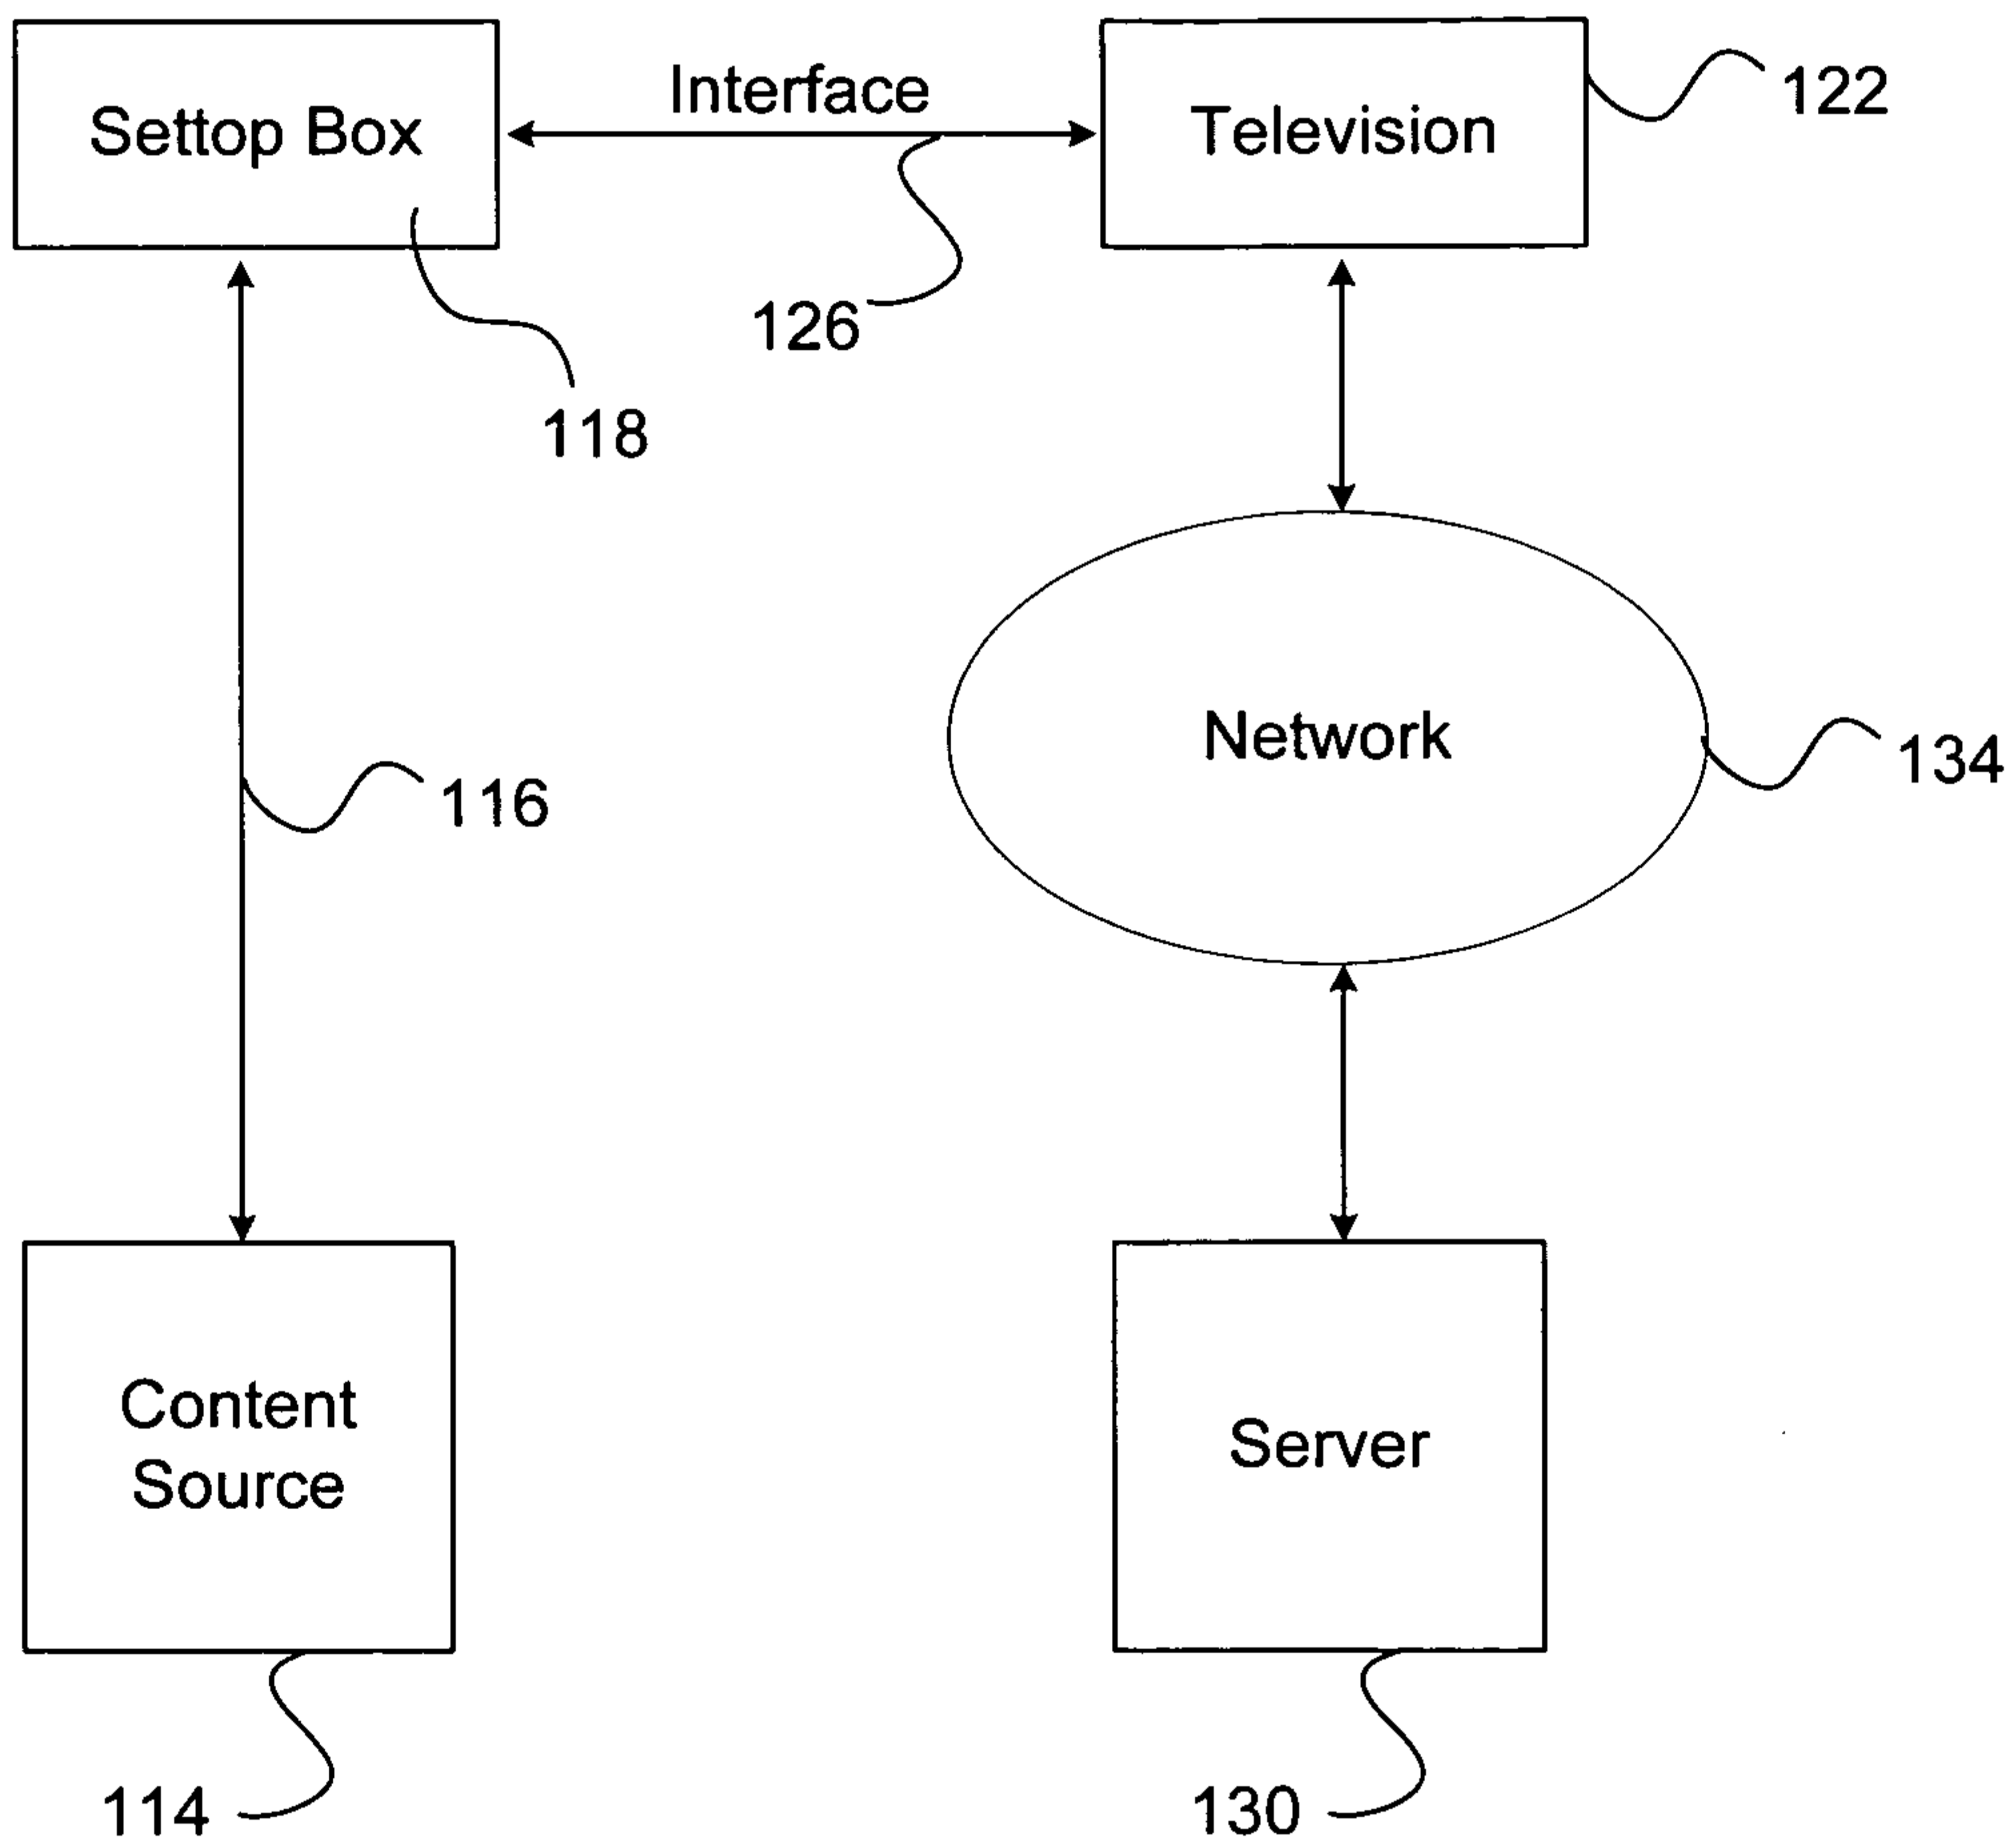 Settop Box
Interface
Television
122
126
118
Network
134
116
Content
Source
Server
114
130